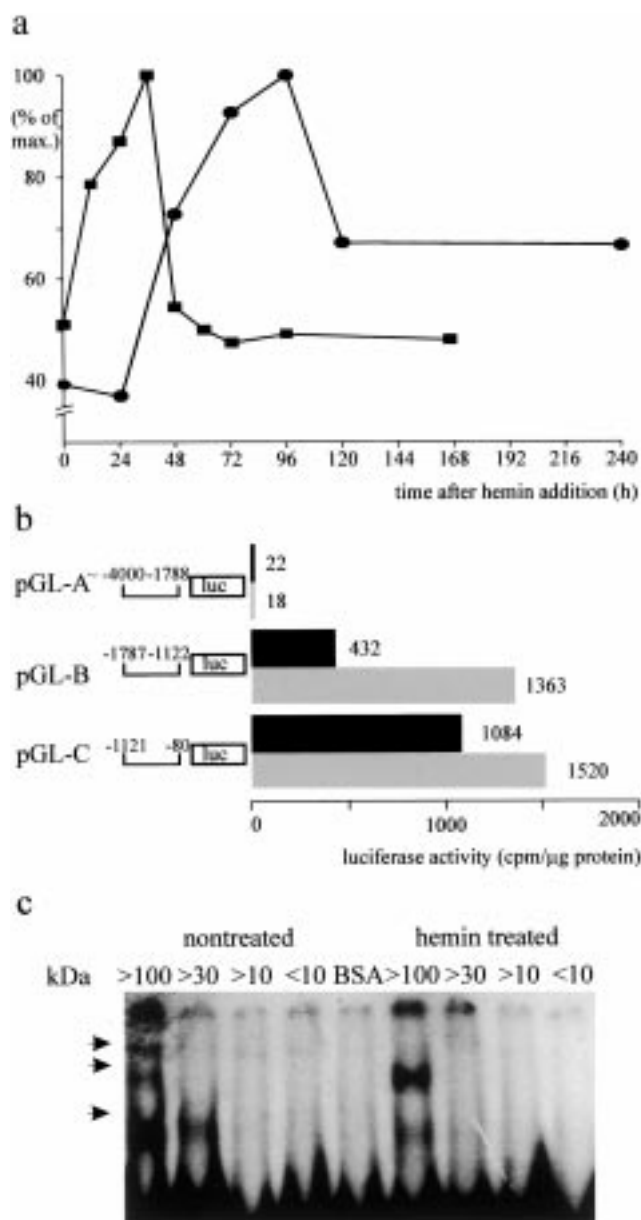 a
100
(% of
max.)
80
60
40
0 24 48 72 96 120 144 168 192 216 240
time after hemin addition (h)
b
pGL-A ~ -4000 -1788 luc 22
18
pGL-B -1787 -1122 luc 432
1363
pGL-C -1121 -80 luc 1084
1520
0 1000 2000
luciferase activity (cpm/µg protein)
c
nontreated hemin treated
kDa >100 >30 >10 <10 BSA >100 >30 >10 <10